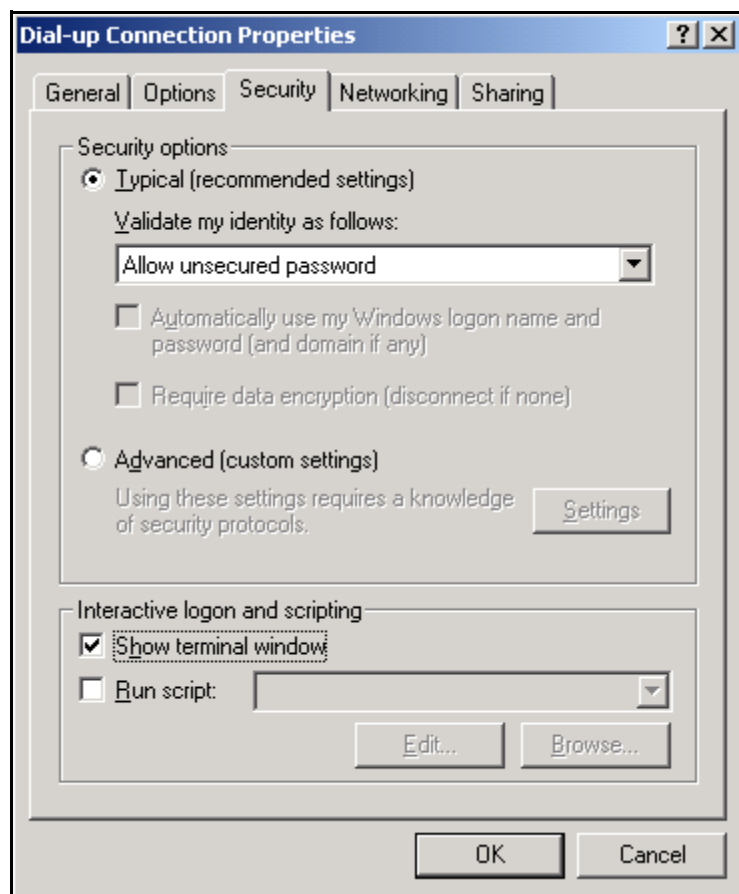 Dial-up Connection Properties
General Options Security Networking Sharing
Security options
Typical (recommended settings)
Validate my identity as follows:
Allow unsecured password
Automatically use my Windows logon name and
password (and domain if any)
Require data encryption (disconnect if none)
Advanced (custom settings)
Using these settings requires a knowledge
of security protocols.
Settings
Interactive logon and scripting
Show terminal window
Run script:
Edit... Browse...
OK Cancel